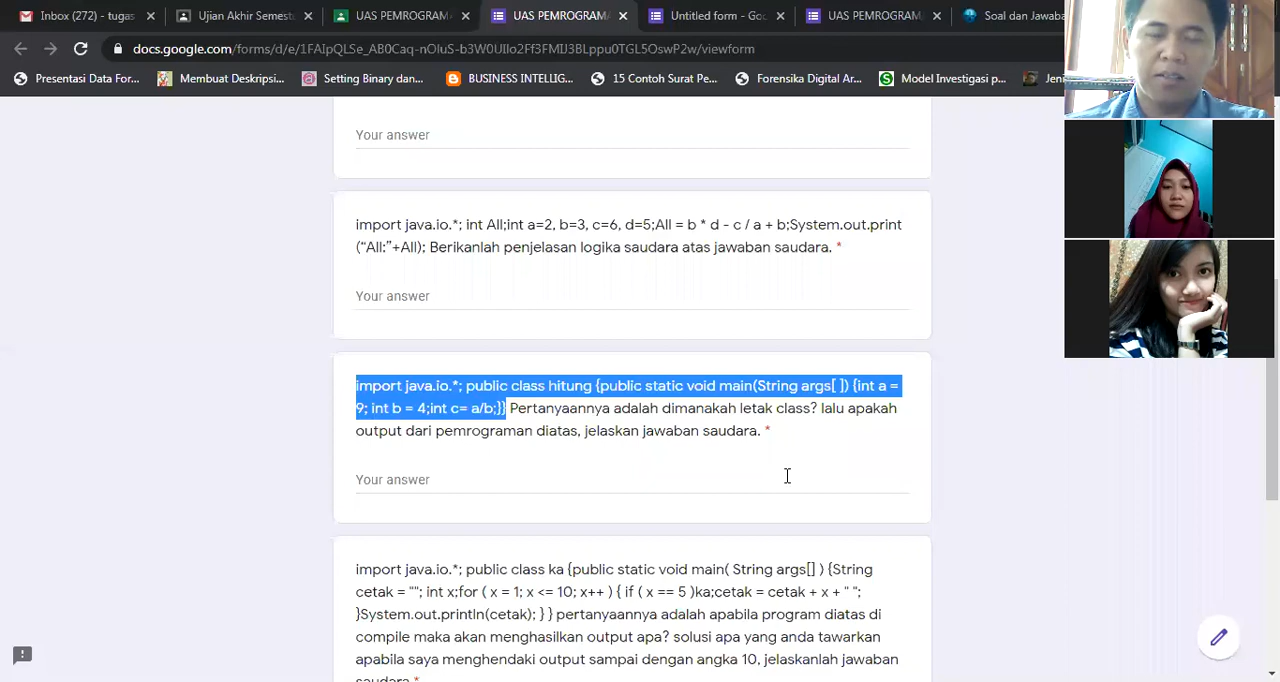 Inbox (272) - tugas
Ujian Akhir Semest
UAS PEMROGRAM
UAS PEMROGRAMA
Untitled form - Goo
UAS PEMROGRAM
Soal dan Jawaba
docs.google.com/forms/d/e/1FAIpQLSe_AB0Caq-nOluS-b3W0UIlo2Ff3FMIJ3BLppu0TGL5OswP2w/viewform
Presentasi Data For...
Membuat Deskripsi...
Setting Binary dan...
BUSINESS INTELLIG...
15 Contoh Surat Pe...
Forensika Digital Ar...
Model Investigasi p...
Jeni
Your answer
import java.io.*; int All;int a=2, b=3, c=6, d=5;All = b * d - c / a + b;System.out.print
(“All:”+All); Berikanlah penjelasan logika saudara atas jawaban saudara. *
Your answer
import java.io.*; public class hitung {public static void main(String args[ ]) {int a =
9; int b = 4;int c= a/b;}} Pertanyaannya adalah dimanakah letak class? lalu apakah
output dari pemrograman diatas, jelaskan jawaban saudara. *
Your answer
import java.io.*; public class ka {public static void main( String args[] ) {String
cetak = ""; int x;for ( x = 1; x <= 10; x++ ) { if ( x == 5 )ka;cetak = cetak + x + " ";
}System.out.println(cetak); } } pertanyaannya adalah apabila program diatas di
compile maka akan menghasilkan output apa? solusi apa yang anda tawarkan
apabila saya menghendaki output sampai dengan angka 10, jelaskanlah jawaban
saudara. *